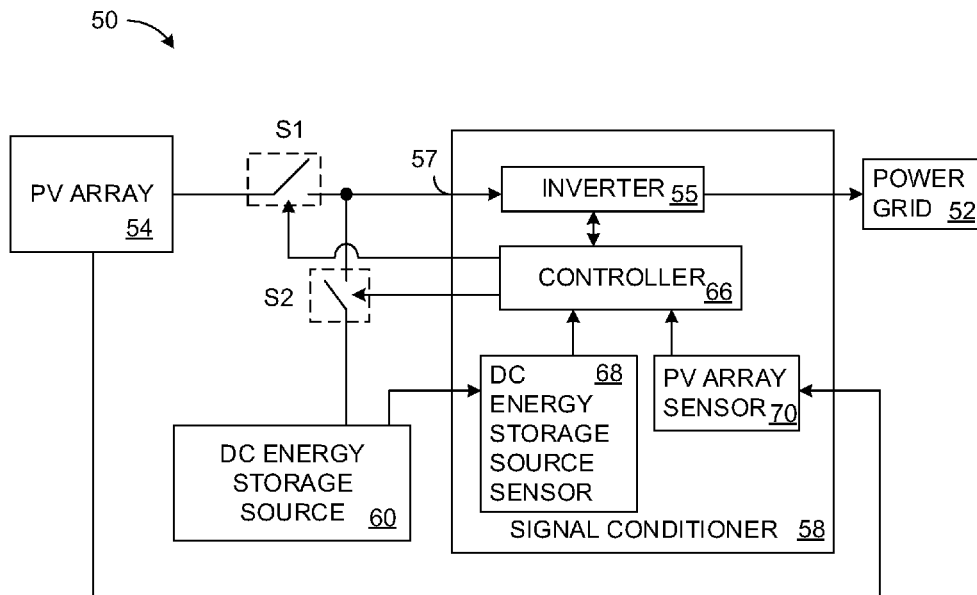 50
S1
PV ARRAY
54
57
INVERTER 55
POWER
GRID 52
S2
CONTROLLER 66
DC 68
ENERGY
STORAGE
SOURCE
SENSOR
PV ARRAY
SENSOR 70
DC ENERGY
STORAGE
SOURCE 60
SIGNAL CONDITIONER 58